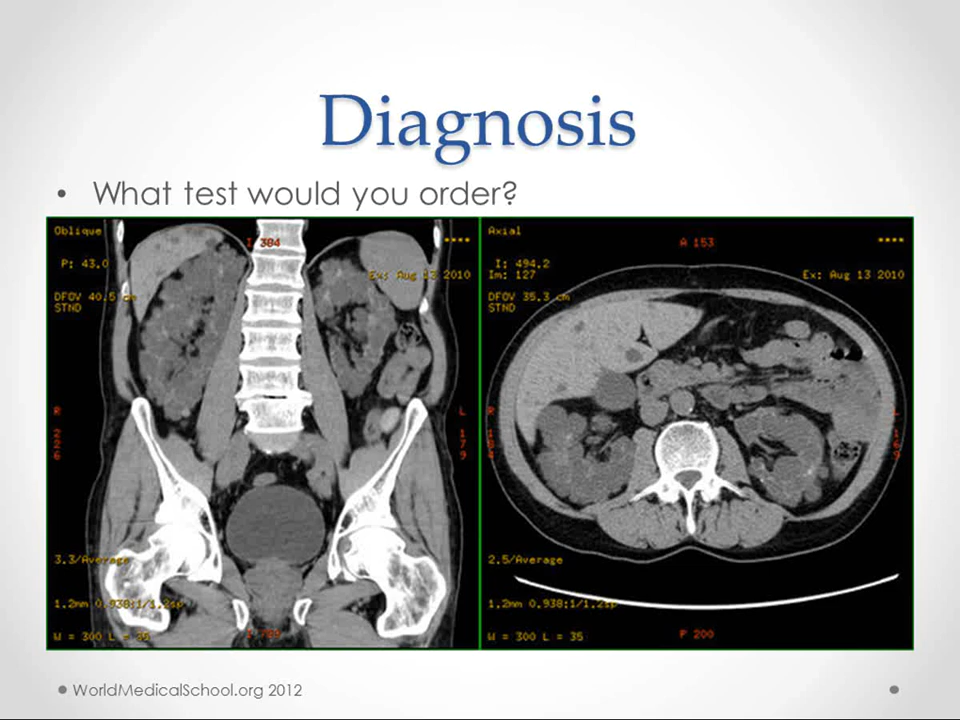 Diagnosis
• What test would you order?
Oblique
I 304
****
P: 43.0
Ex: Aug 13 2010
DFOV 40.5 cm
STND
R
L
3.3/Average
1.2mm 0.938:1/1.2sp
W = 300 L = 35
Axial
A 153
****
I: 494.2
Im: 127
Ex: Aug 13 2010
DFOV 35.3 cm
STND
R
L
2.5/Average
1.2mm 0.938:1/1.2sp
W = 300 L = 35
P 200
WorldMedicalSchool.org 2012